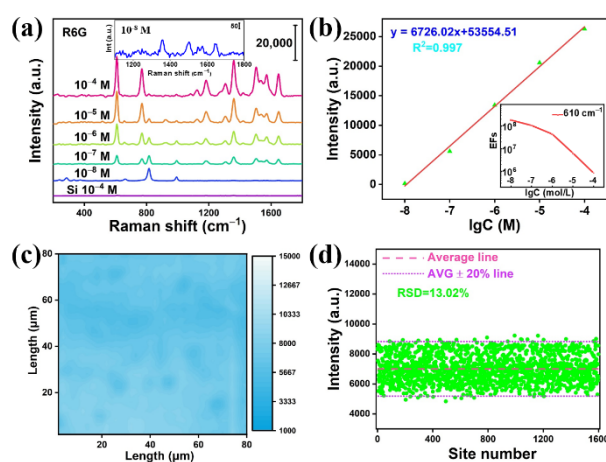 (a)
R6G
10⁻⁸ M
50
Int (a.u.)
1200 1400 1600 1800
Raman shift (cm⁻¹)
20,000
10⁻⁴ M
10⁻⁵ M
10⁻⁶ M
10⁻⁷ M
10⁻⁸ M
Si 10⁻⁴ M
Intensity (a.u.)
400 800 1200 1600
Raman shift (cm⁻¹)
(b)
y = 6726.02x+53554.51
R²=0.997
Intensity (a.u.)
25000
20000
15000
10000
5000
0
610 cm⁻¹
EFs
10⁸
10⁷
10⁶
-8 -7 -6 -5 -4
lgC (mol/L)
-8 -7 -6 -5 -4
lgC (M)
(c)
Length (μm)
80
60
40
20
20 40 60 80
Length (μm)
15000
12667
10333
8000
5667
3333
1000
(d)
Average line
AVG ± 20% line
RSD=13.02%
Intensity (a.u.)
14000
12000
10000
8000
6000
4000
0 400 800 1200 1600
Site number